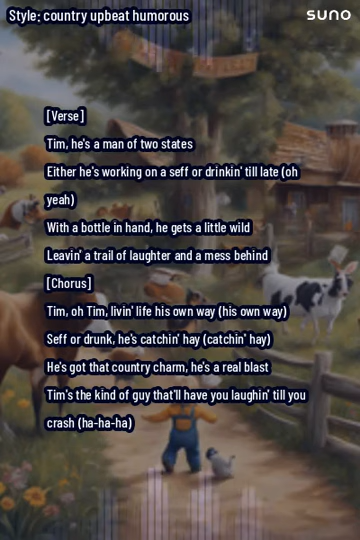 Style: country upbeat humorous
suno
[Verse]
Tim, he's a man of two states
Either he's working on a seff or drinkin' till late (oh
yeah)
With a bottle in hand, he gets a little wild
Leavin' a trail of laughter and a mess behind
[Chorus]
Tim, oh Tim, livin' life his own way (his own way)
Seff or drunk, he's catchin' hay (catchin' hay)
He's got that country charm, he's a real blast
Tim's the kind of guy that'll have you laughin' till you
crash (ha-ha-ha)